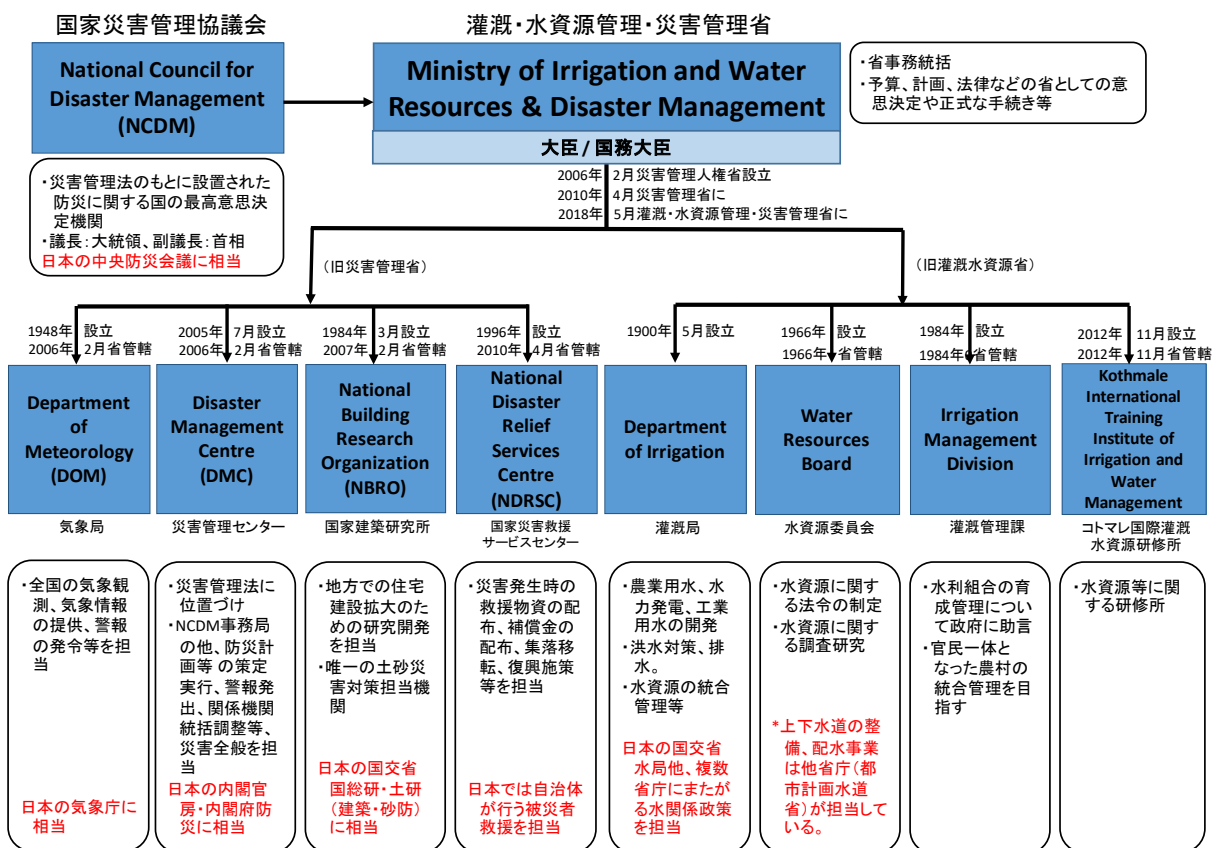 国家災害管理協議会
灌漑・水資源管理・災害管理省
National Council for
Disaster Management
(NCDM)
Ministry of Irrigation and Water
Resources & Disaster Management
大臣 / 国務大臣
・省事務統括
・予算、計画、法律などの省としての意
思決定や正式な手続き等
・災害管理法のもとに設置された
防災に関する国の最高意思決
定機関
・議長：大統領、副議長：首相
日本の中央防災会議に相当
2006年 2月災害管理人権省設立
2010年 4月災害管理省に
2018年 5月灌漑・水資源管理・災害管理省に
（旧災害管理省）
（旧灌漑水資源省）
1948年 設立
2006年 2月省管轄
2005年 7月設立
2006年 2月省管轄
1984年 3月設立
2007年 2月省管轄
1996年 設立
2010年 4月省管轄
1900年 5月設立
1966年 設立
1966年 省管轄
1984年 設立
1984年 省管轄
2012年 11月設立
2012年 11月省管轄
Department
of
Meteorology
(DOM)
Disaster
Management
Centre
(DMC)
National
Building
Research
Organization
(NBRO)
National
Disaster
Relief
Services
Centre
(NDRSC)
Department
of Irrigation
Water
Resources
Board
Irrigation
Management
Division
Kothmale
International
Training
Institute of
Irrigation and
Water
Management
気象局
災害管理センター
国家建築研究所
国家災害救援
サービスセンター
灌漑局
水資源委員会
灌漑管理課
コトマレ国際灌漑
水資源研修所
・全国の気象観
測、気象情報
の提供、警報
の発令等を担
当
日本の気象庁に
相当
・災害管理法に
位置づけ
・NCDM事務局
の他、防災計
画等 の策定
実行、警報発
出、関係機関
統括調整等、
災害全般を担
当
日本の内閣官
房・内閣府防
災に相当
・地方での住宅
建設拡大のた
めの研究開発
を担当
・唯一の土砂災
害対策担当機
関
日本の国交省
国総研・土研
（建築・砂防）
に相当
・災害発生時の
救援物資の配
布、補償金の
配布、集落移
転、復興施策
等を担当
日本では自治体
が行う被災者
救援を担当
・農業用水、水
力発電、工業
用水の開発
・洪水対策、排
水。
・水資源の統合
管理等
日本の国交省
水局他、複数
省庁にまたがる水関係政策
を担当
・水資源に関す
る法令の制定
・水資源に関す
る調査研究
*上下水道の整
備、配水事業
は他省庁（都
市計画水道
省）が担当して
いる。
・水利組合の育
成管理につい
て政府に助言
・官民一体と
なった農村の
統合管理を目
指す
・水資源等に関
する研修所